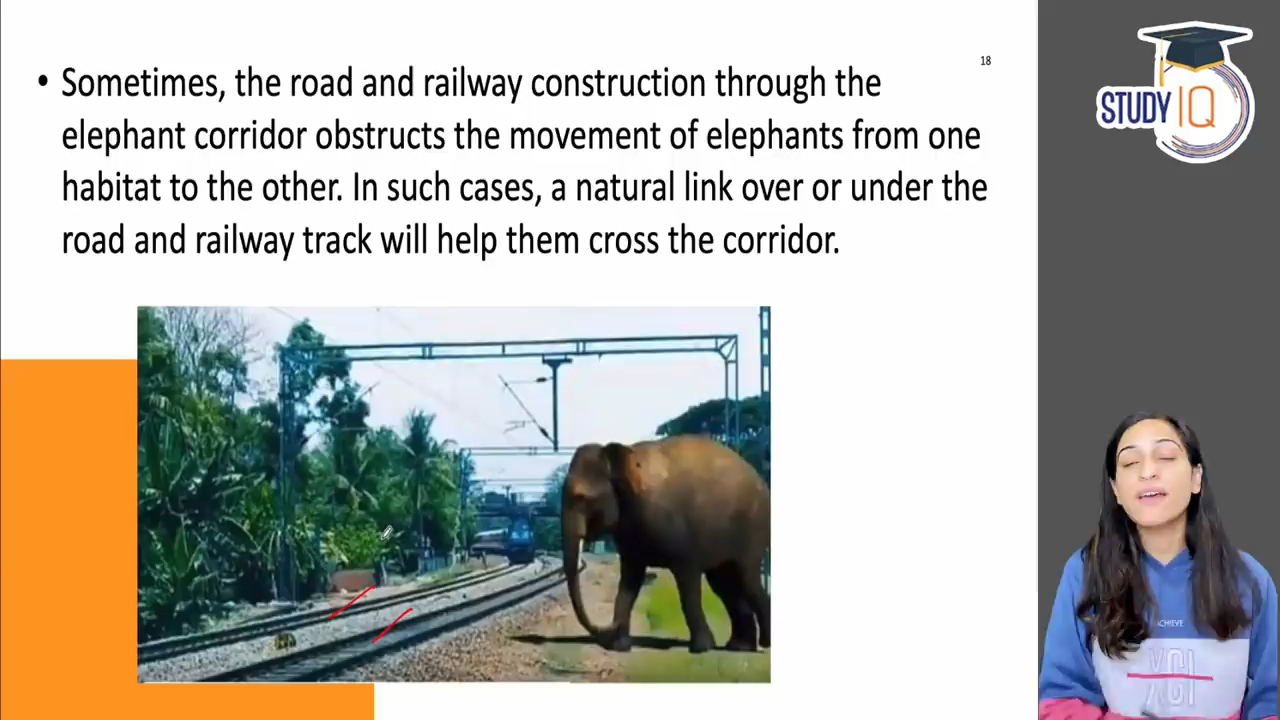 18
• Sometimes, the road and railway construction through the
elephant corridor obstructs the movement of elephants from one
habitat to the other. In such cases, a natural link over or under the
road and railway track will help them cross the corridor.
STUDY IQ
ACHIEVE